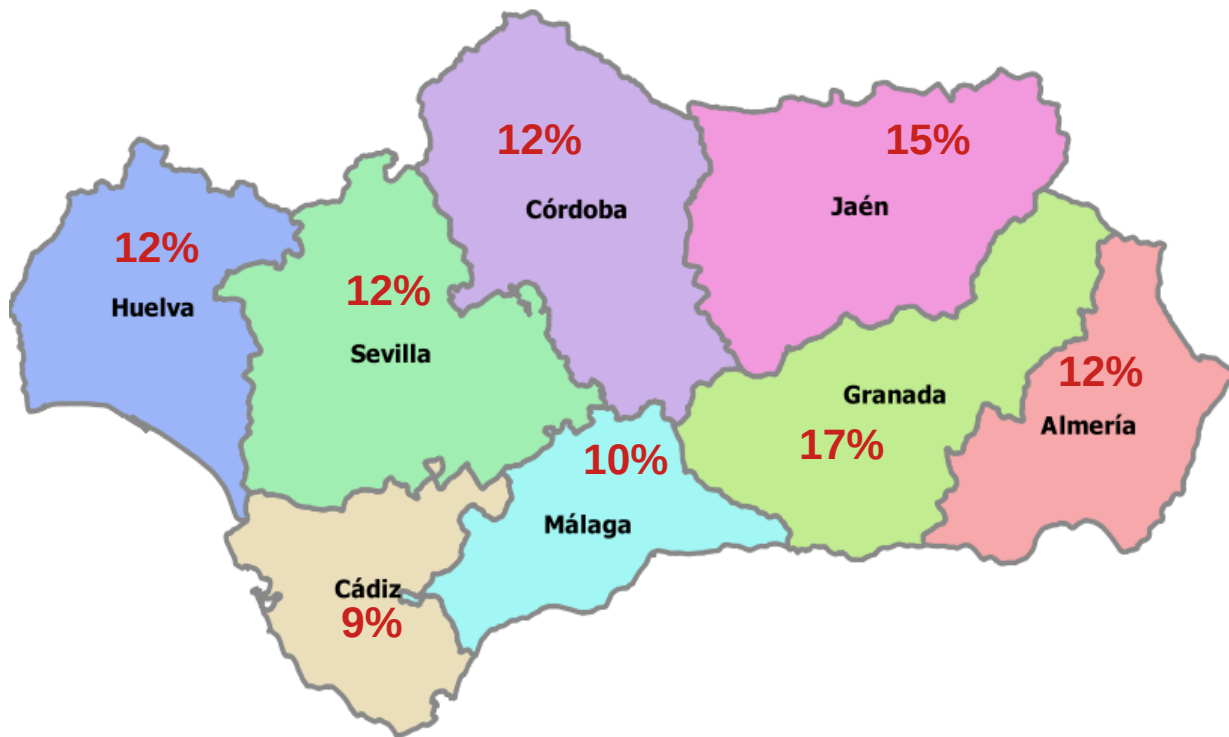 12%
Córdoba
15%
Jaén
12%
Huelva
12%
Sevilla
Granada
17%
12%
Almería
10%
Málaga
Cádiz
9%